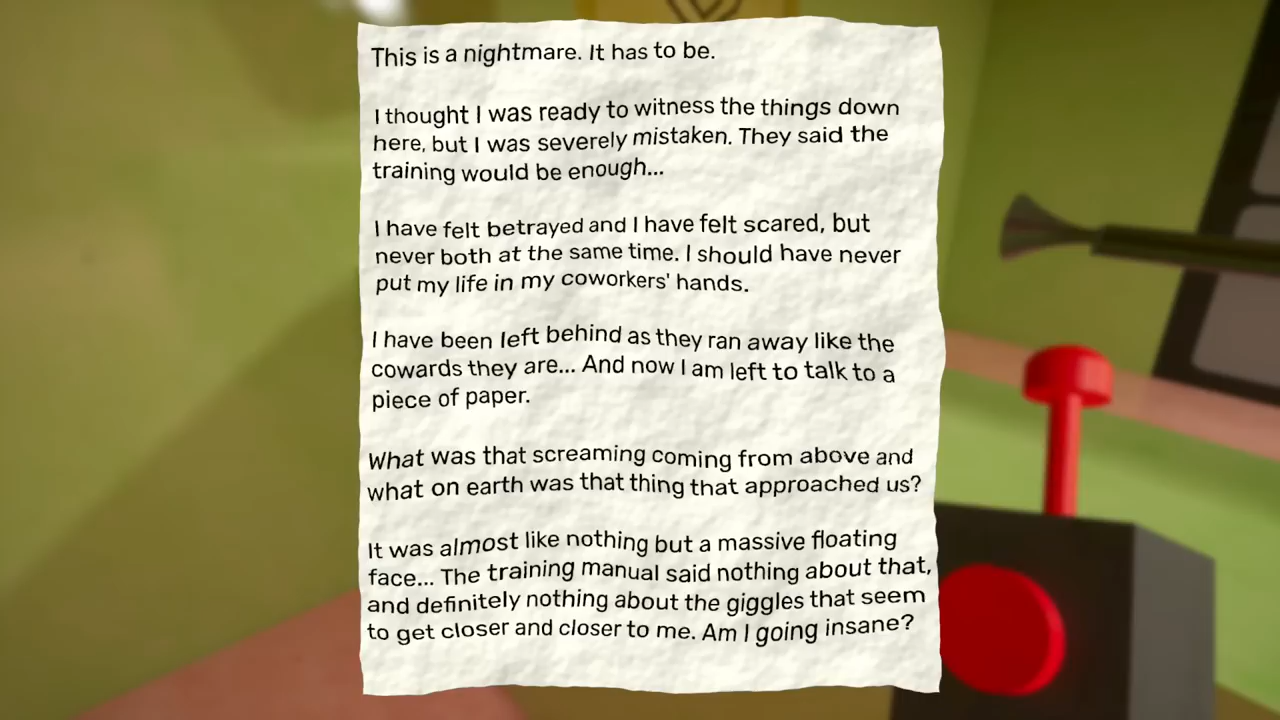 This is a nightmare. It has to be.
I thought I was ready to witness the things down
here, but I was severely mistaken. They said the
training would be enough...
I have felt betrayed and I have felt scared, but
never both at the same time. I should have never
put my life in my coworkers' hands.
I have been left behind as they ran away like the
cowards they are... And now I am left to talk to a
piece of paper.
What was that screaming coming from above and
what on earth was that thing that approached us?
It was almost like nothing but a massive floating
face... The training manual said nothing about that,
and definitely nothing about the giggles that seem
to get closer and closer to me. Am I going insane?